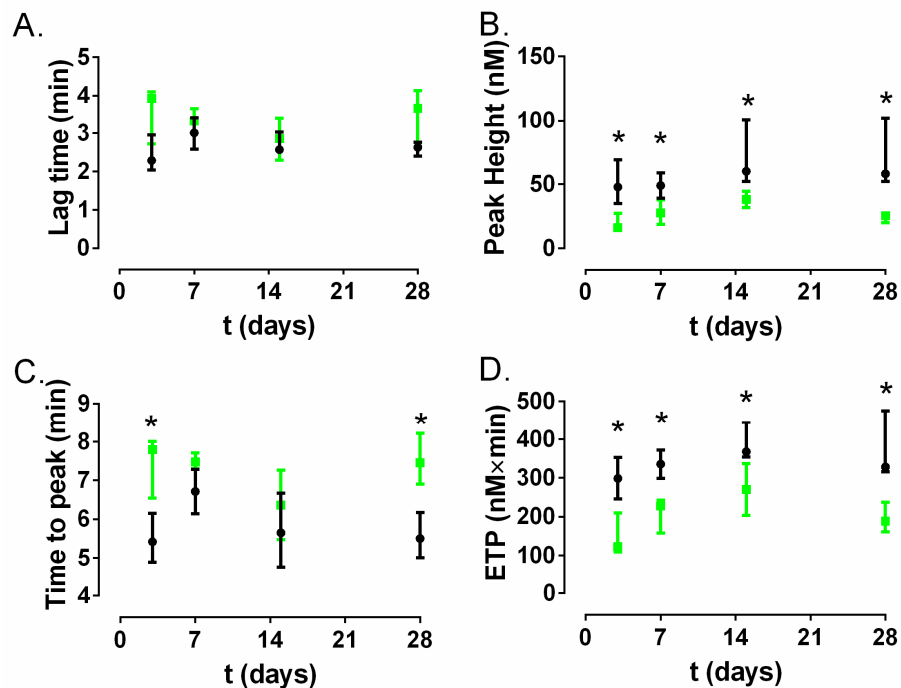 A.
Lag time (min)
5
4
3
2
1
0
0 7 14 21 28
t (days)
B.
Peak Height (nM)
150
100
50
0
* * * *
0 7 14 21 28
t (days)
C.
Time to peak (min)
9
8
7
6
5
4
* *
0 7 14 21 28
t (days)
D.
ETP (nM×min)
500
400
300
200
100
0
* * * *
0 7 14 21 28
t (days)